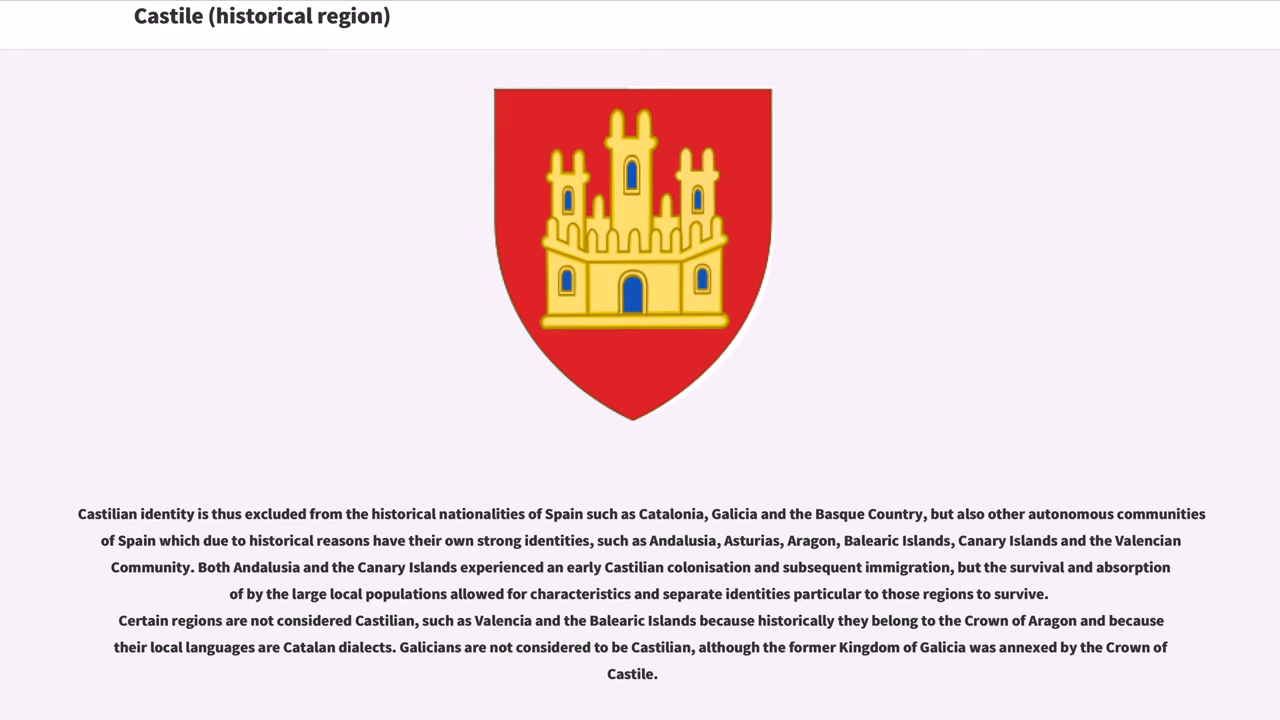 Castile (historical region)
Castilian identity is thus excluded from the historical nationalities of Spain such as Catalonia, Galicia and the Basque Country, but also other autonomous communities
of Spain which due to historical reasons have their own strong identities, such as Andalusia, Asturias, Aragon, Balearic Islands, Canary Islands and the Valencian
Community. Both Andalusia and the Canary Islands experienced an early Castilian colonisation and subsequent immigration, but the survival and absorption
of by the large local populations allowed for characteristics and separate identities particular to those regions to survive.
Certain regions are not considered Castilian, such as Valencia and the Balearic Islands because historically they belong to the Crown of Aragon and because
their local languages are Catalan dialects. Galicians are not considered to be Castilian, although the former Kingdom of Galicia was annexed by the Crown of
Castile.